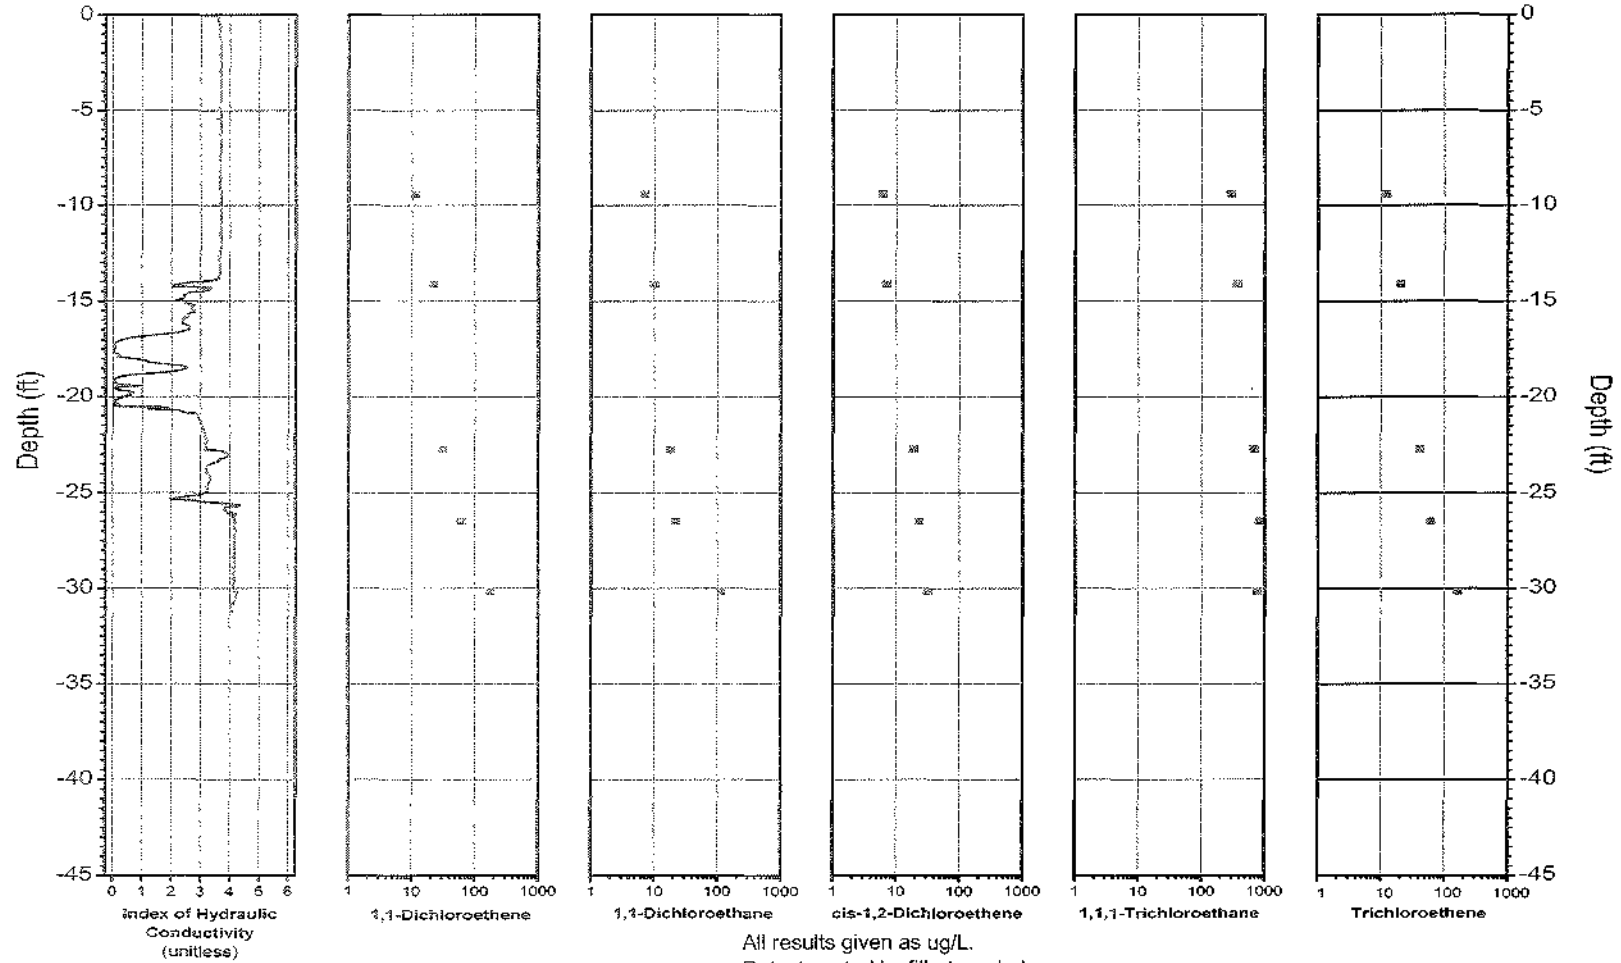 0
-5
-10
-15
-20
-25
-30
-35
-40
-45
Depth (ft)
0 1 2 3 4 5 6
Index of Hydraulic
Conductivity
(unitless)
1 10 100 1000
1,1-Dichloroethene
1 10 100 1000
1,1-Dichloroethane
1 10 100 1000
cis-1,2-Dichloroethene
1 10 100 1000
1,1,1-Trichloroethane
1 10 100 1000
Trichloroethene
0
-5
-10
-15
-20
-25
-30
-35
-40
-45
Depth (ft)
All results given as ug/L.